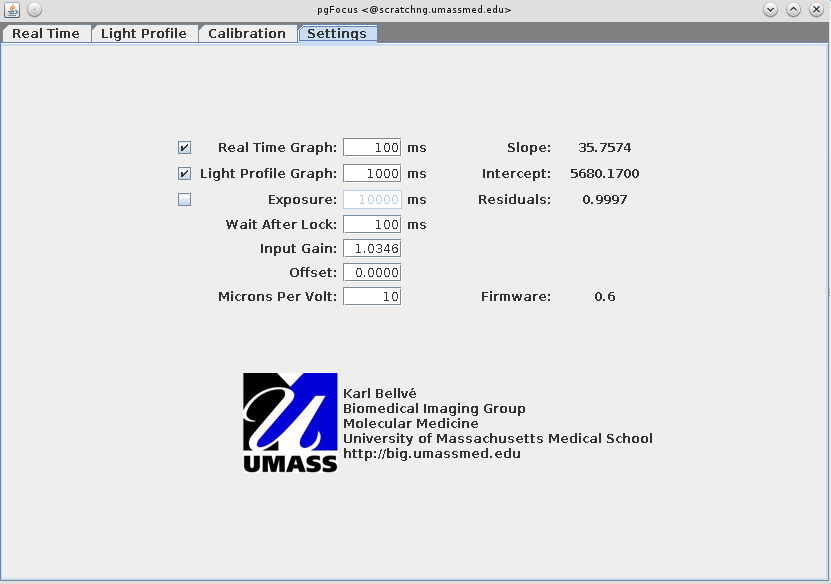 pgFocus <@scratchng.umassmed.edu>
Real Time Light Profile Calibration Settings
Real Time Graph: 100 ms Slope: 35.7574
Light Profile Graph: 1000 ms Intercept: 5680.1700
Exposure: 10000 ms Residuals: 0.9997
Wait After Lock: 100 ms
Input Gain: 1.0346
Offset: 0.0000
Microns Per Volt: 10 Firmware: 0.6
UMASS
Karl Bellvé
Biomedical Imaging Group
Molecular Medicine
University of Massachusetts Medical School
http://big.umassmed.edu